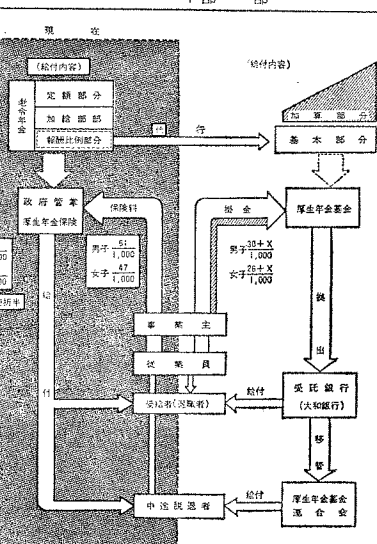 現在
(給付内容)
(給付内容)
老令年金
定額部分
加給部分
報酬比例部分
代行
加算部分
基本部分
政府管掌
厚生年金保険
保険料
掛金
厚生年金基金
男子 51/1,000
女子 47/1,000
男子 30+X/1,000
女子 26+X/1,000
折半
事業主
従業員
給付
拠出
受給者(退職者)
給付
受託銀行
(大和銀行)
移管
中途脱退者
給付
厚生年金基金
連合会